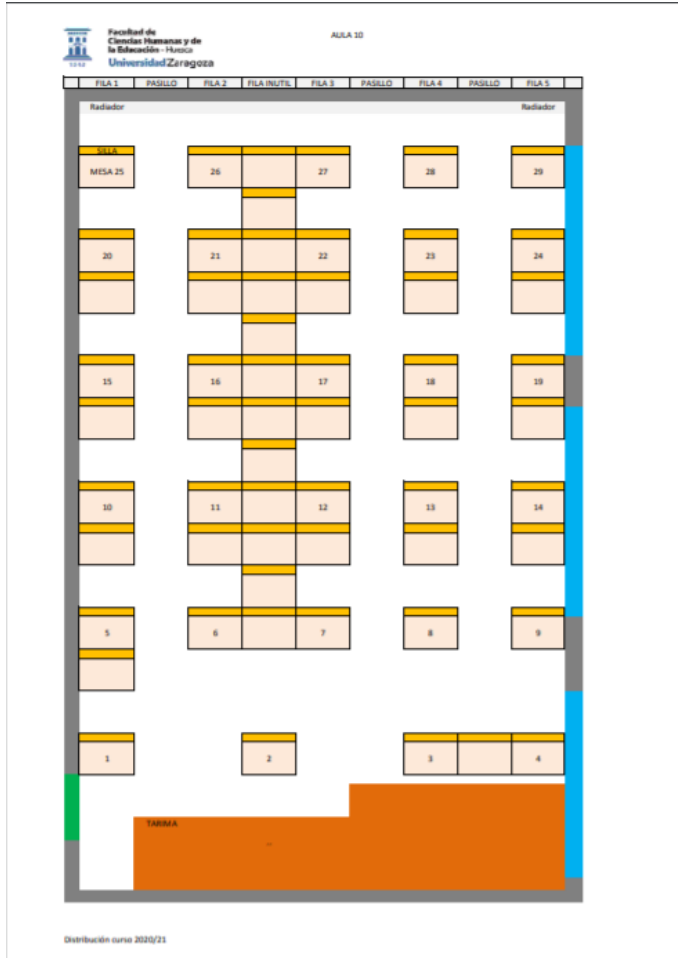 Facultad de
Ciencias Humanas y de
la Educación - Huesca
1542
Universidad Zaragoza
AULA 10
FILA 1 PASILLO FILA 2 FILA INUTIL FILA 3 PASILLO FILA 4 PASILLO FILA 5
Radiador Radiador
SILLA
MESA 25 26 27 28 29
20 21 22 23 24
15 16 17 18 19
10 11 12 13 14
5 6 7 8 9
1 2 3 4
TARIMA
Distribución curso 2020/21